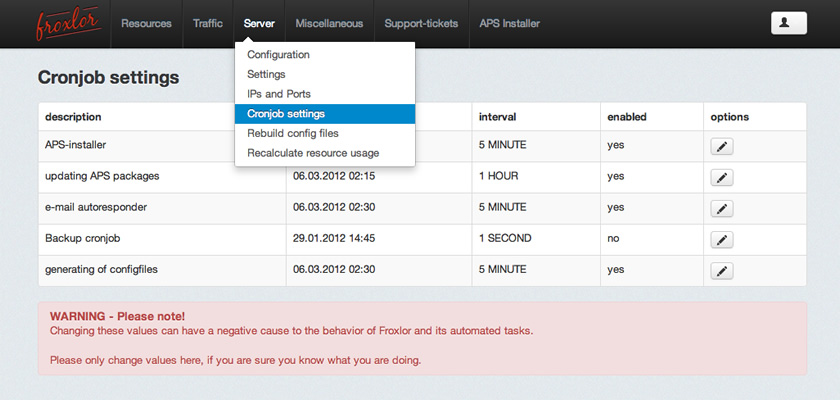 froxlor Resources Traffic Server Miscellaneous Support-tickets APS Installer
Configuration
Settings
IPs and Ports
Cronjob settings
Rebuild config files
Recalculate resource usage
Cronjob settings
description interval enabled options
APS-installer 5 MINUTE yes
updating APS packages 06.03.2012 02:15 1 HOUR yes
e-mail autoresponder 06.03.2012 02:30 5 MINUTE yes
Backup cronjob 29.01.2012 14:45 1 SECOND no
generating of configfiles 06.03.2012 02:30 5 MINUTE yes
WARNING - Please note!
Changing these values can have a negative cause to the behavior of Froxlor and its automated tasks.
Please only change values here, if you are sure you know what you are doing.